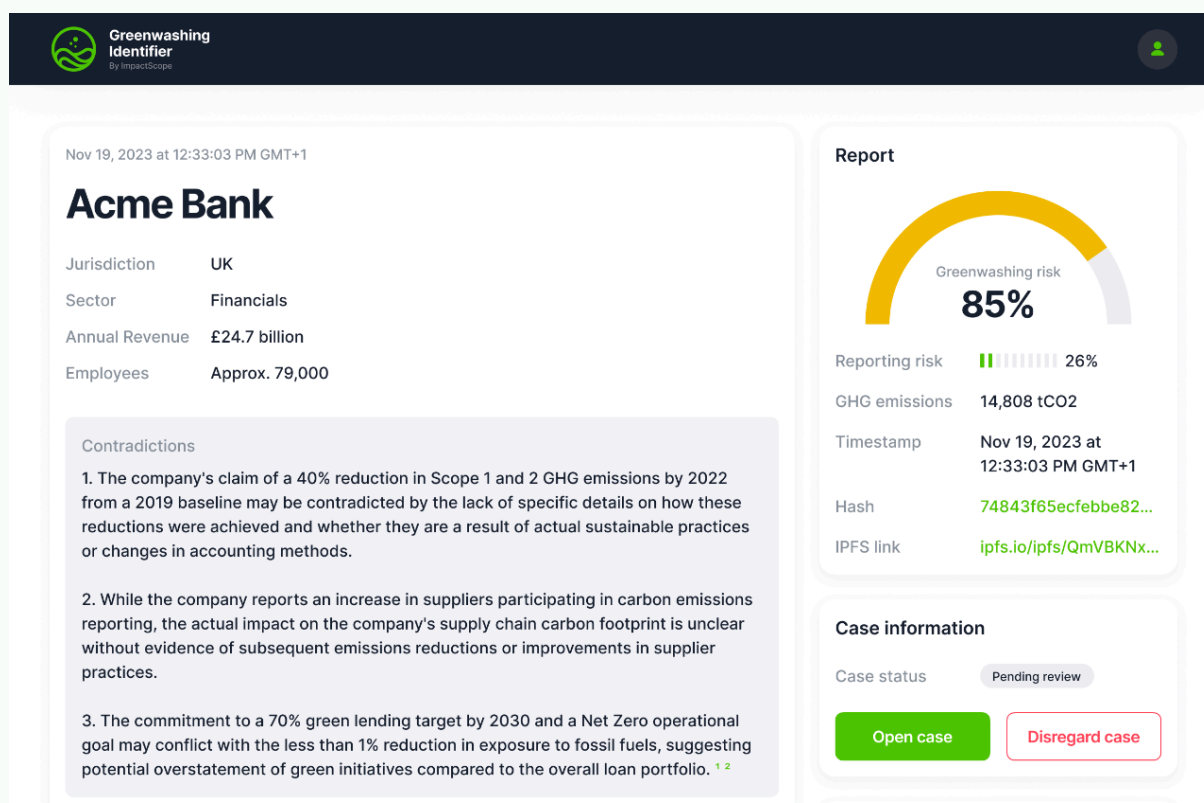 Greenwashing
Identifier
By ImpactScope
Nov 19, 2023 at 12:33:03 PM GMT+1
Acme Bank
Jurisdiction UK
Sector Financials
Annual Revenue £24.7 billion
Employees Approx. 79,000
Contradictions
1. The company's claim of a 40% reduction in Scope 1 and 2 GHG emissions by 2022
from a 2019 baseline may be contradicted by the lack of specific details on how these
reductions were achieved and whether they are a result of actual sustainable practices
or changes in accounting methods.
2. While the company reports an increase in suppliers participating in carbon emissions
reporting, the actual impact on the company's supply chain carbon footprint is unclear
without evidence of subsequent emissions reductions or improvements in supplier
practices.
3. The commitment to a 70% green lending target by 2030 and a Net Zero operational
goal may conflict with the less than 1% reduction in exposure to fossil fuels, suggesting
potential overstatement of green initiatives compared to the overall loan portfolio. 1 2
Report
Greenwashing risk
85%
Reporting risk 26%
GHG emissions 14,808 tCO2
Timestamp Nov 19, 2023 at
12:33:03 PM GMT+1
Hash 74843f65ecfebbe82...
IPFS link ipfs.io/ipfs/QmVBKNx...
Case information
Case status Pending review
Open case Disregard case